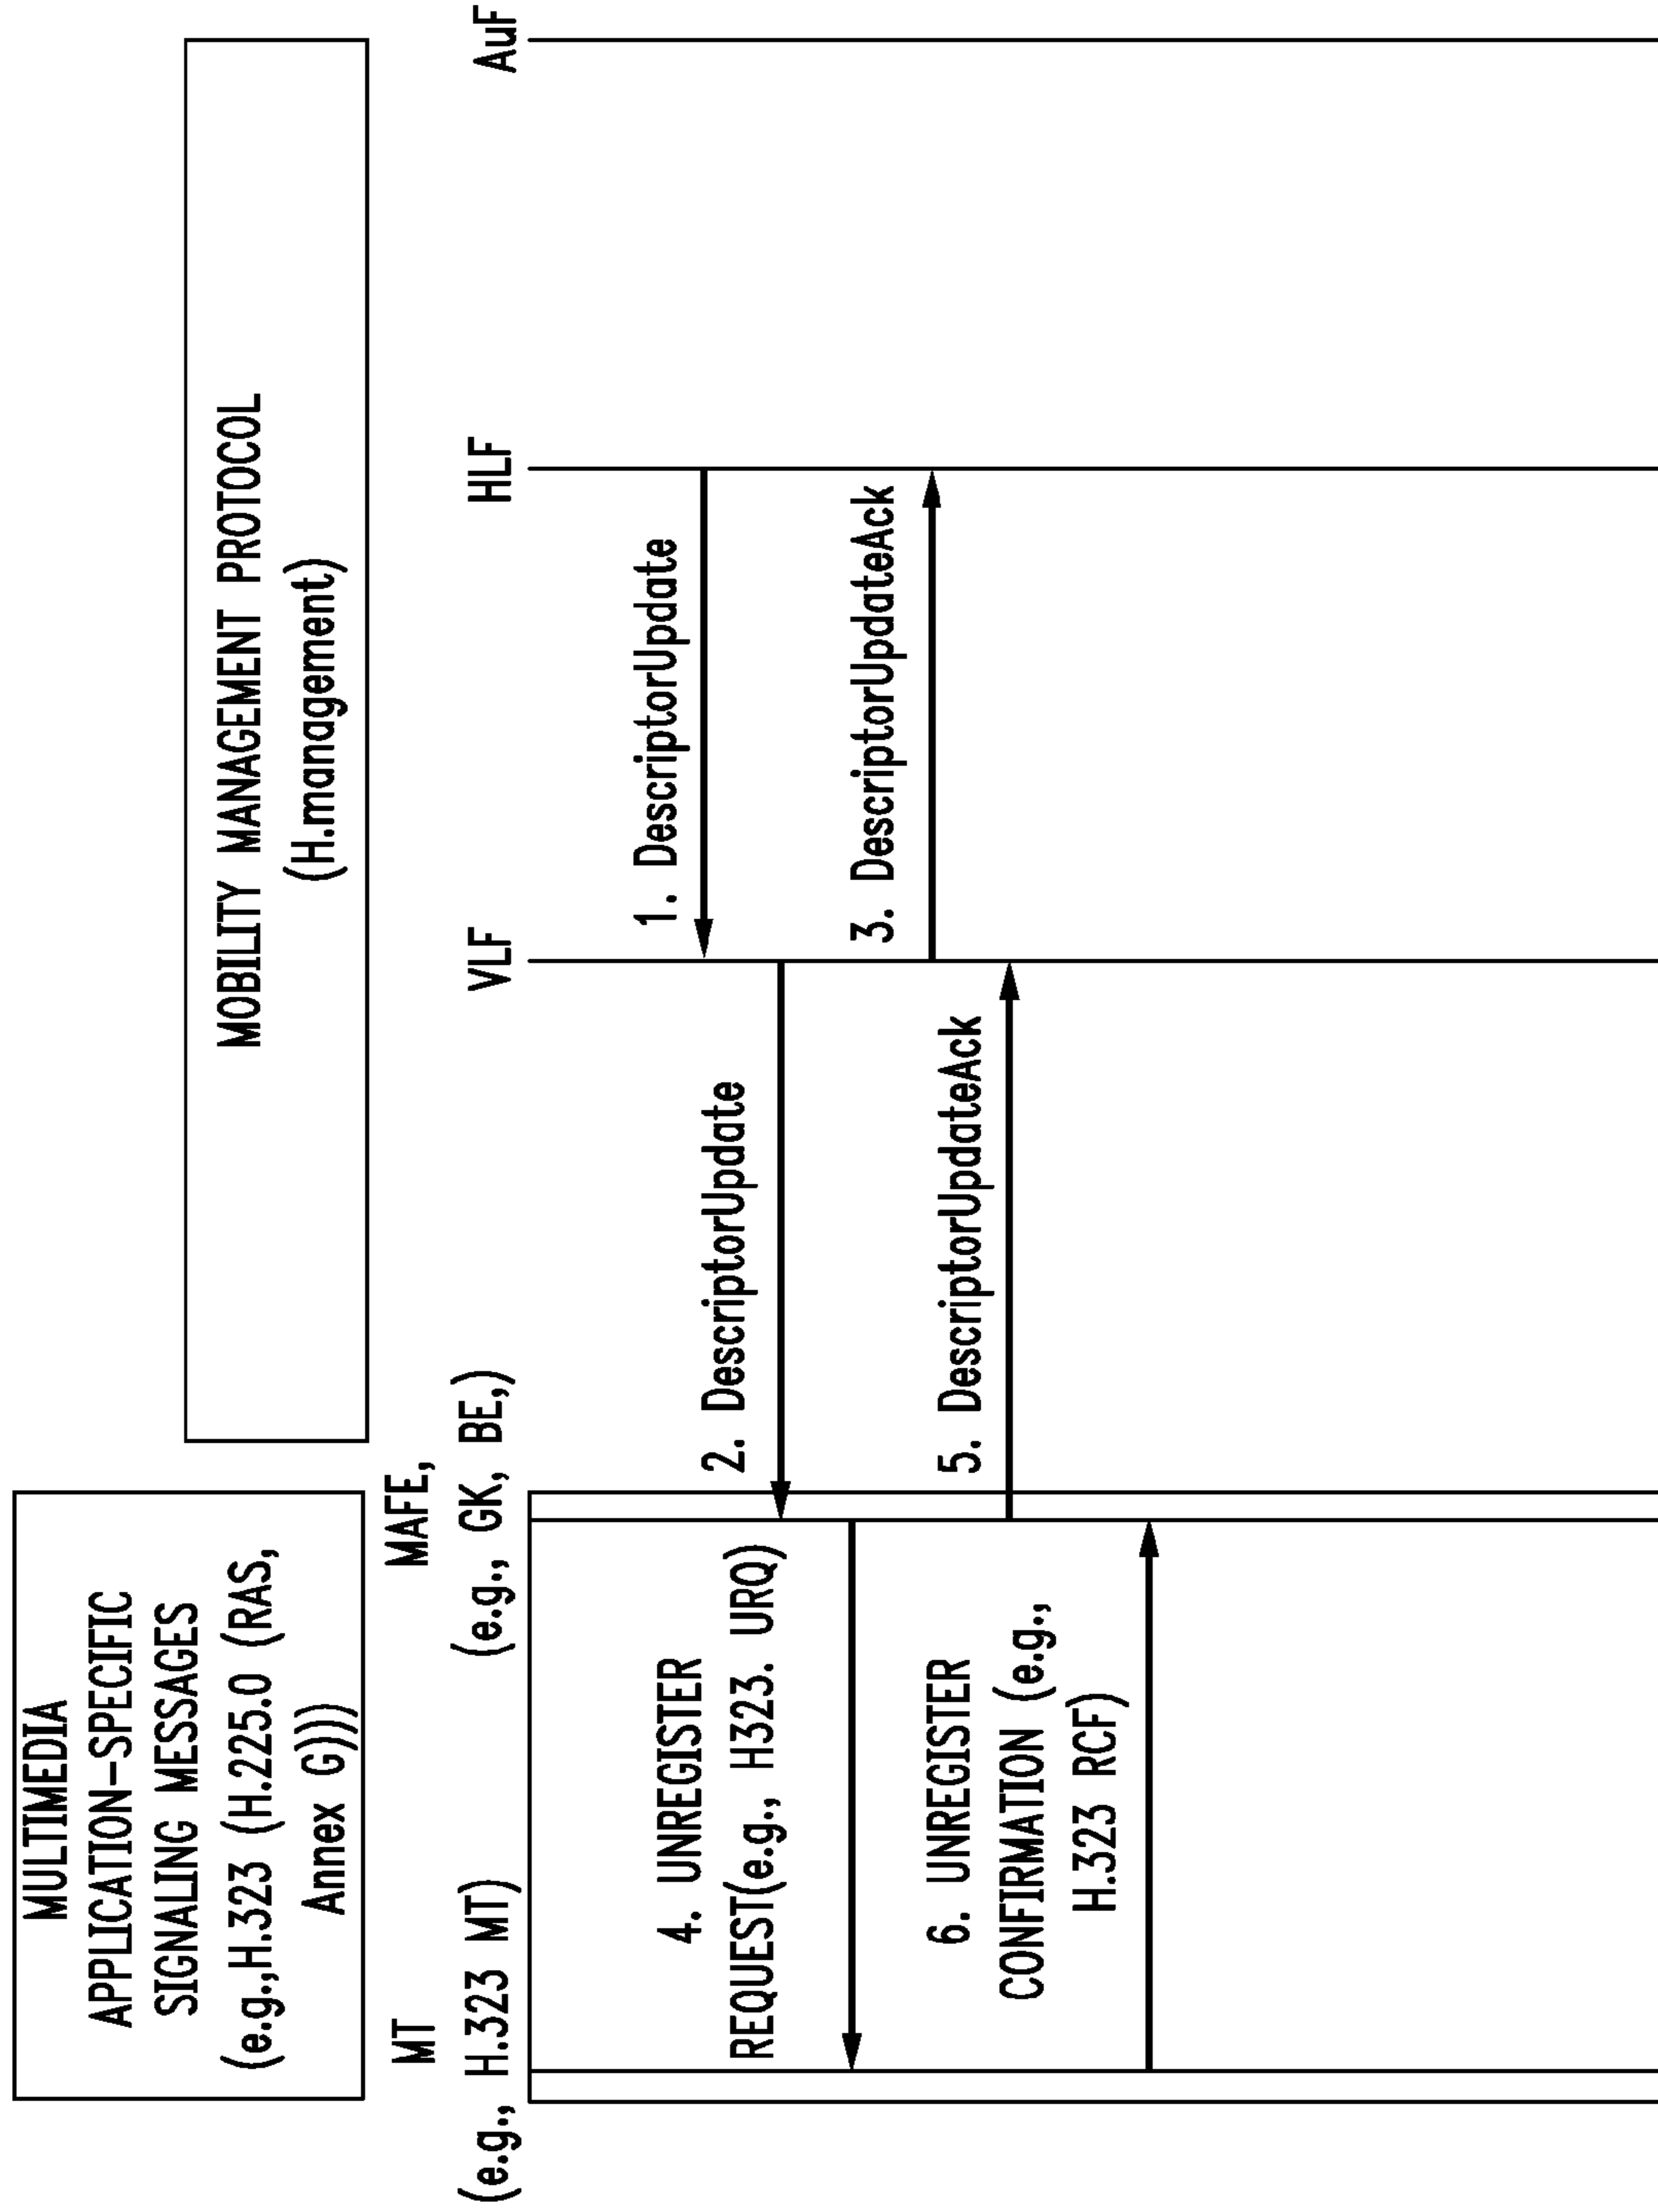 MULTIMEDIA
APPLICATION-SPECIFIC
SIGNALING MESSAGES
(e.g.,H.323 (H.225.0 (RAS,
Annex G)))
MOBILITY MANAGEMENT PROTOCOL
(H.management)
MT
(e.g., H.323 MT)
MAFE,
(e.g., GK, BE,)
VLF
HLF
AuF
1. DescriptorUpdate
2. DescriptorUpdate
3. DescriptorUpdateAck
4. UNREGISTER
REQUEST(e.g., H323. URQ)
5. DescriptorUpdateAck
6. UNREGISTER
CONFIRMATION (e.g.,
H.323 RCF)